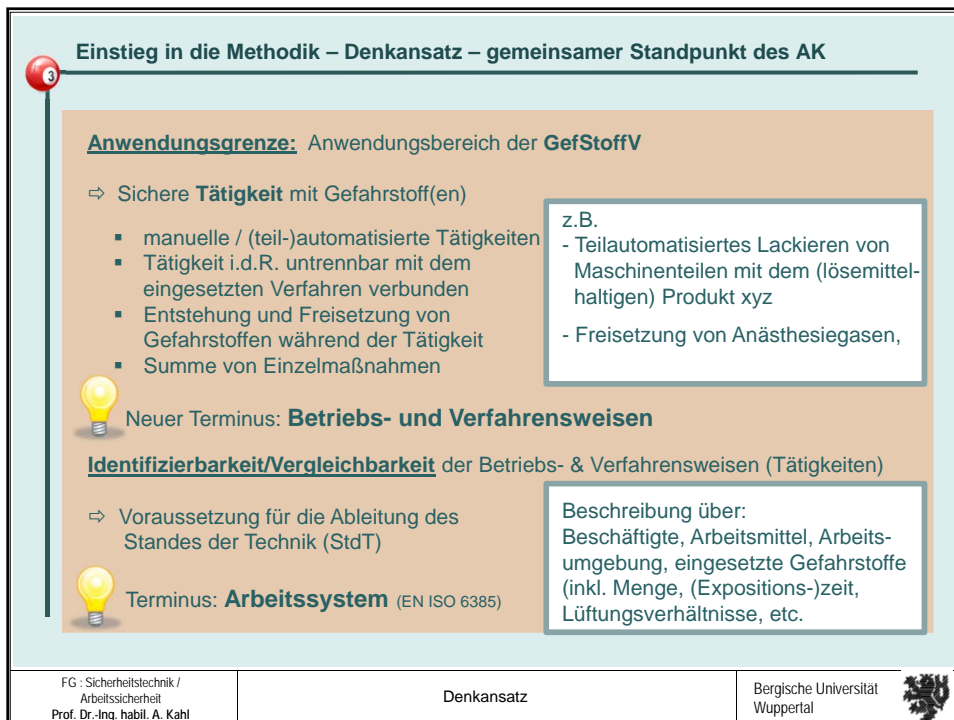 Einstieg in die Methodik – Denkansatz – gemeinsamer Standpunkt des AK
3
Anwendungsgrenze: Anwendungsbereich der GefStoffV
⇨ Sichere Tätigkeit mit Gefahrstoff(en)
▪ manuelle / (teil-)automatisierte Tätigkeiten
▪ Tätigkeit i.d.R. untrennbar mit dem
eingesetzten Verfahren verbunden
▪ Entstehung und Freisetzung von
Gefahrstoffen während der Tätigkeit
▪ Summe von Einzelmaßnahmen
z.B.
- Teilautomatisiertes Lackieren von
Maschinenteilen mit dem (lösemittel-
haltigen) Produkt xyz
- Freisetzung von Anästhesiegasen,
Neuer Terminus: Betriebs- und Verfahrensweisen
Identifizierbarkeit/Vergleichbarkeit der Betriebs- & Verfahrensweisen (Tätigkeiten)
⇨ Voraussetzung für die Ableitung des
Standes der Technik (StdT)
Terminus: Arbeitssystem (EN ISO 6385)
Beschreibung über:
Beschäftigte, Arbeitsmittel, Arbeits-
umgebung, eingesetzte Gefahrstoffe
(inkl. Menge, (Expositions-)zeit,
Lüftungsverhältnisse, etc.
FG : Sicherheitstechnik /
Arbeitssicherheit
Prof. Dr.-Ing. habil. A. Kahl
Denkansatz
Bergische Universität
Wuppertal